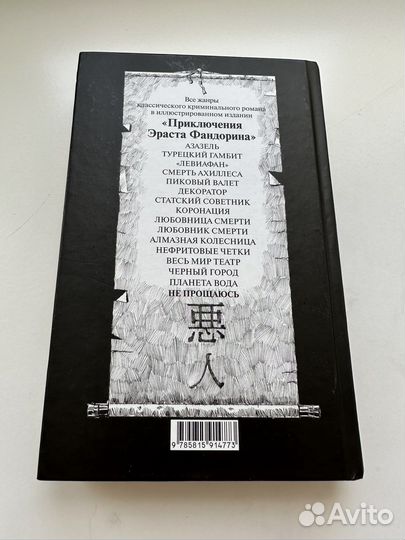 Все жанры
классического криминального романа
в иллюстрированном издании
«Приключения
Эраста Фандорина»
АЗАЗЕЛЬ
ТУРЕЦКИЙ ГАМБИТ
«ЛЕВИАФАН»
СМЕРТЬ АХИЛЛЕСА
ПИКОВЫЙ ВАЛЕТ
ДЕКОРАТОР
СТАТСКИЙ СОВЕТНИК
КОРОНАЦИЯ
ЛЮБОВНИЦА СМЕРТИ
ЛЮБОВНИК СМЕРТИ
АЛМАЗНАЯ КОЛЕСНИЦА
НЕФРИТОВЫЕ ЧЕТКИ
ВЕСЬ МИР ТЕАТР
ЧЕРНЫЙ ГОРОД
ПЛАНЕТА ВОДА
НЕ ПРОЩАЮСЬ
悪
人
9 785815 914773
Avito